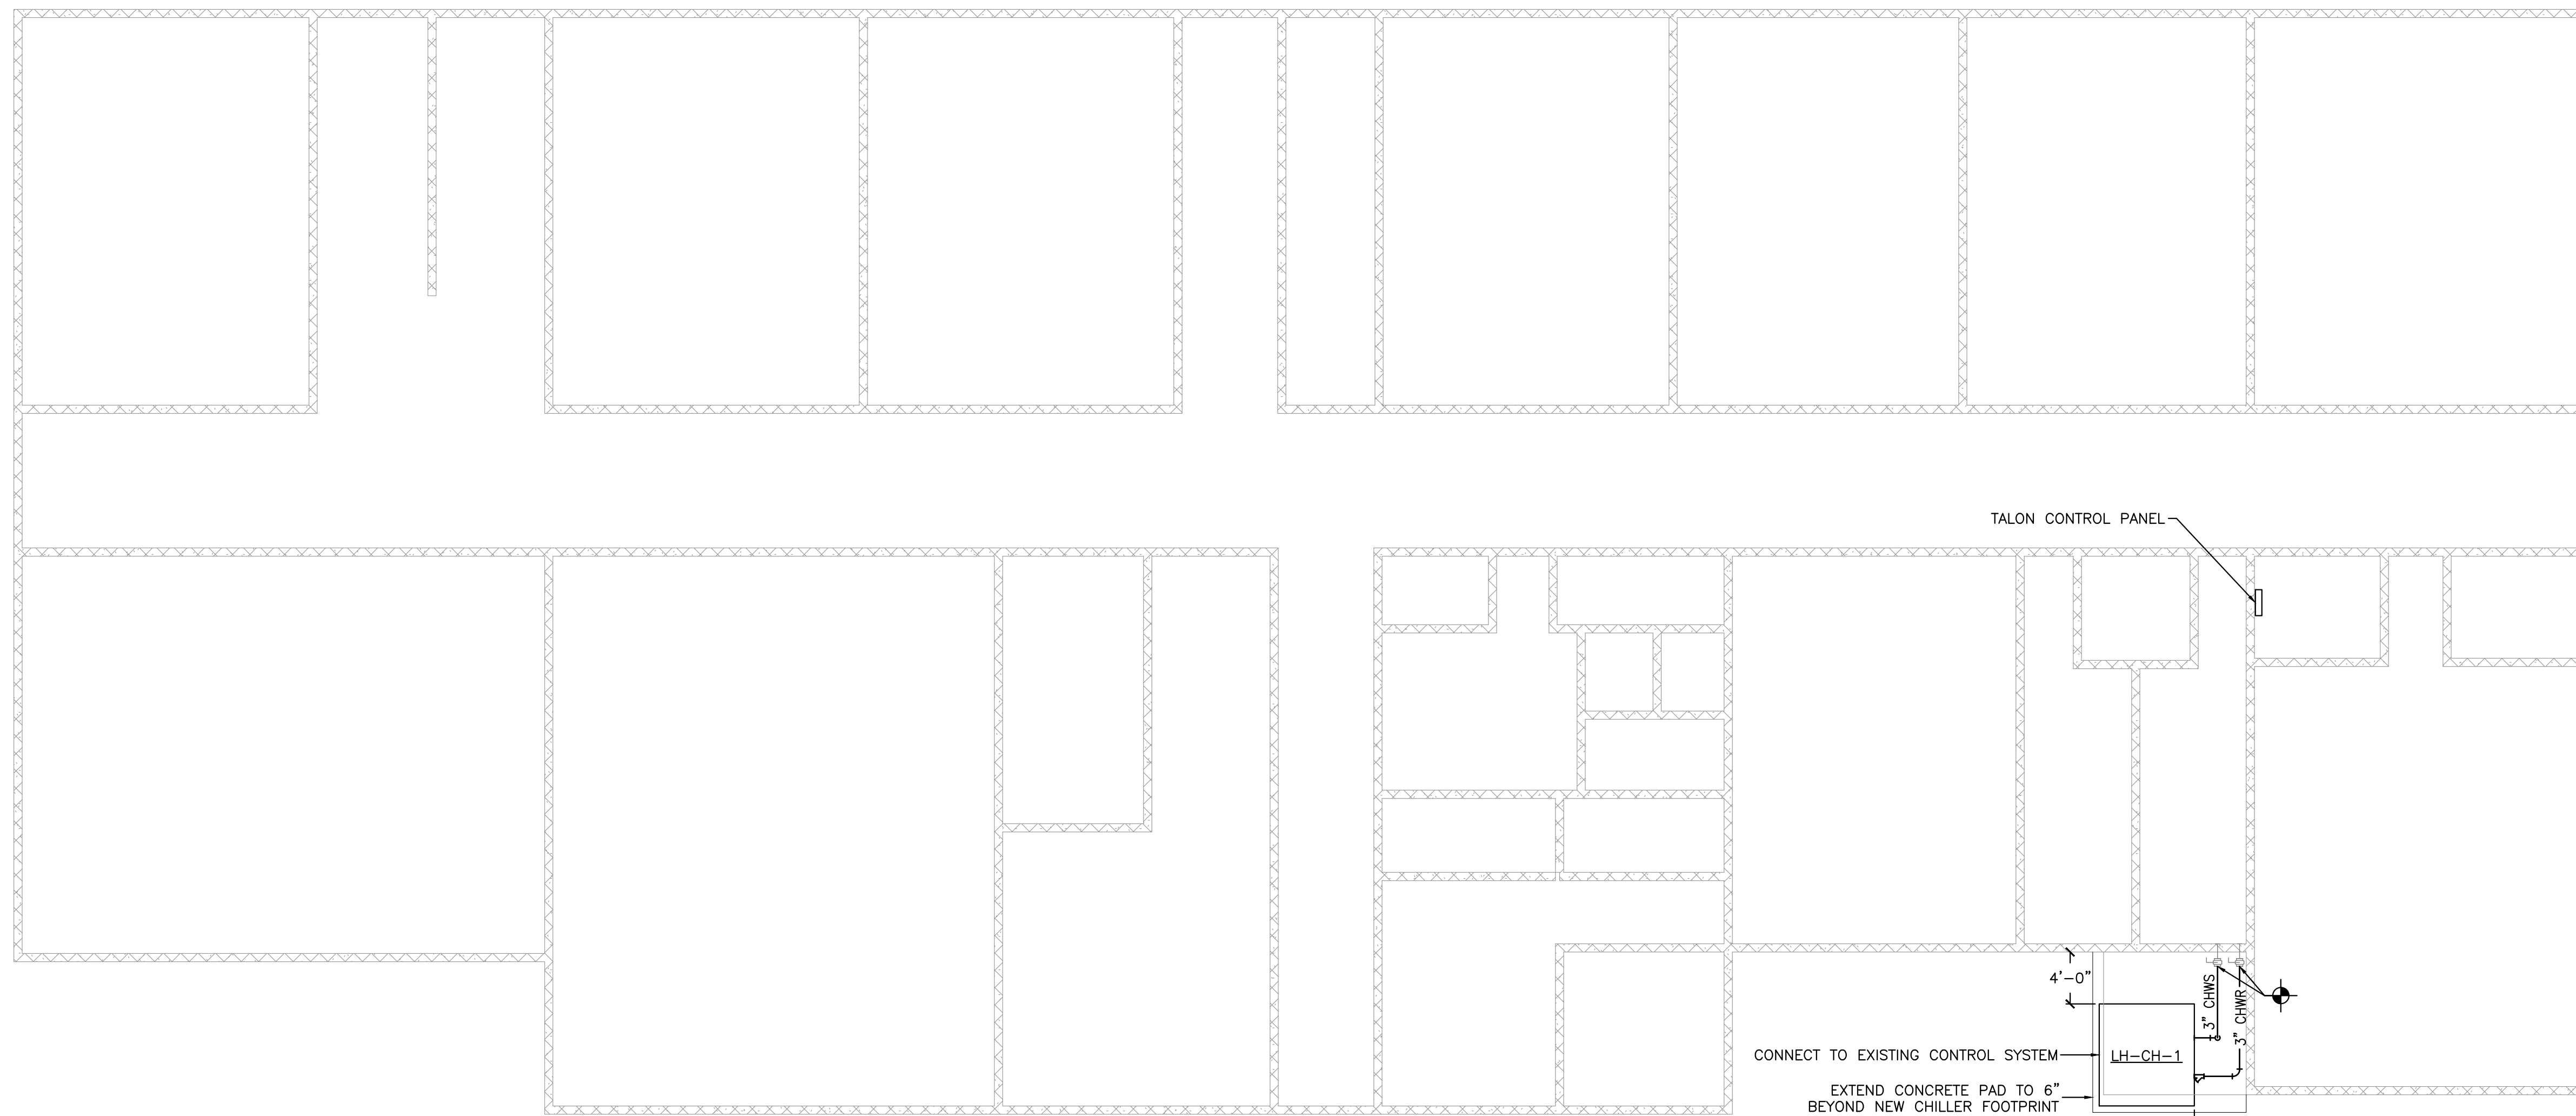 TALON CONTROL PANEL
4'-0"
3" CHWS
3" CHWR
CONNECT TO EXISTING CONTROL SYSTEM
LH-CH-1
EXTEND CONCRETE PAD TO 6"
BEYOND NEW CHILLER FOOTPRINT